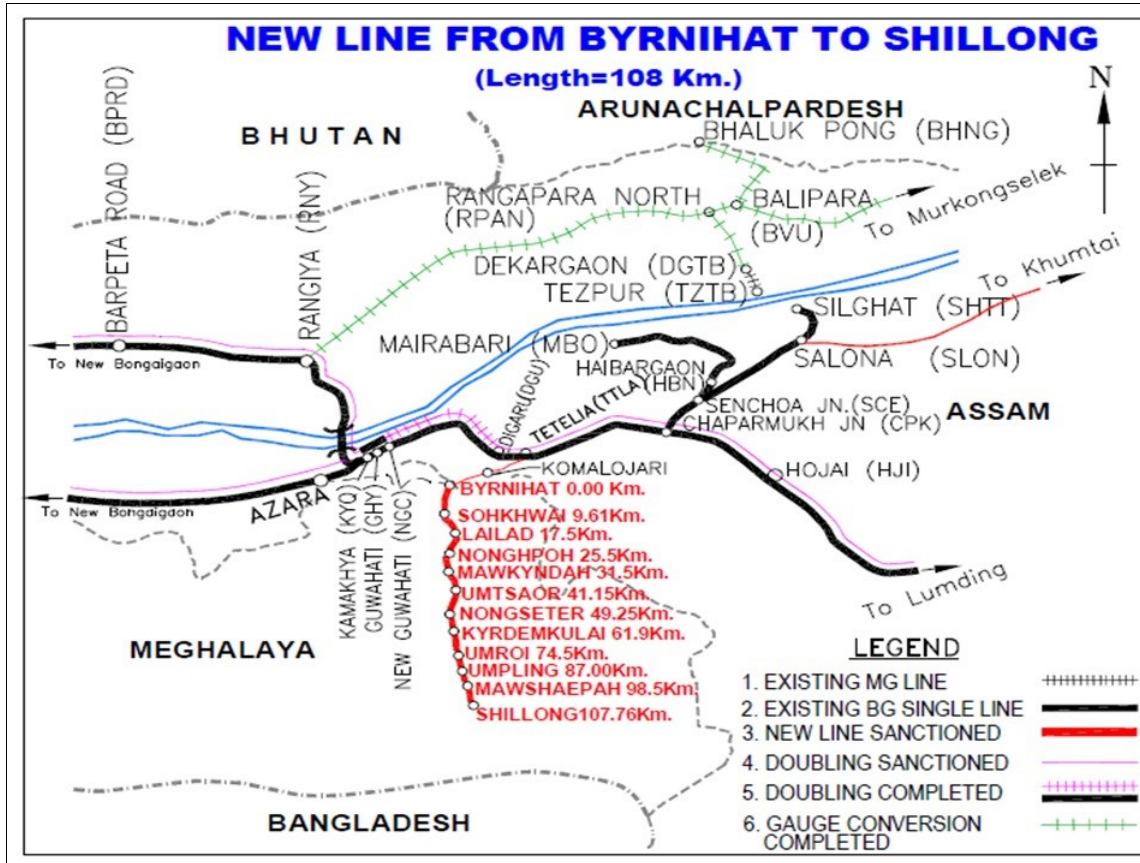 NEW LINE FROM BYRNIHAT TO SHILLONG
(Length=108 Km.)
N
ARUNACHALPARDESH
BHUTAN
BHALUK PONG (BHNG)
BARPETA ROAD (BPRD)
RANGIYA (RNY)
RANGAPARA NORTH
(RPAN)
BALIPARA
(BVU)
To Murkongselek
DEKARGAON (DGTB)
TEZPUR (TZTB)
To Khumtai
SILGHAT (SHTT)
MAIRABARI (MBO)
SALONA (SLON)
To New Bongaigaon
HAIBARGAON
(HBN)
DIGARU(DGU)
TETELIA(TTLA)
SENCHOA JN.(SCE)
ASSAM
CHAPARMUKH JN (CPK)
HOJAI (HJI)
KOMALOJARI
AZARA
To New Bongaigaon
KAMAKHYA (KYQ)
GUWAHATI (GHY)
NEW GUWAHATI (NGC)
BYRNIHAT 0.00 Km.
SOHKHWAI 9.61Km.
LAILAD 17.5Km.
NONGHPOH 25.5Km.
MAWKYNDAH 31.5Km.
UMTSAOR 41.15Km.
NONGSETER 49.25Km.
KYRDEMKULAI 61.9Km.
UMROI 74.5Km.
UMPLING 87.00Km.
MAWSHAEPAH 98.5Km.
SHILLONG107.76Km.
To Lumding
MEGHALAYA
BANGLADESH
LEGEND
1. EXISTING MG LINE
2. EXISTING BG SINGLE LINE
3. NEW LINE SANCTIONED
4. DOUBLING SANCTIONED
5. DOUBLING COMPLETED
6. GAUGE CONVERSION
COMPLETED